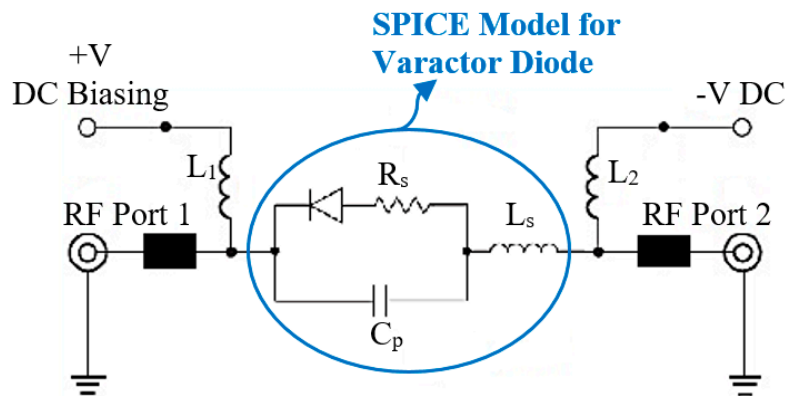 SPICE Model for
Varactor Diode
+V
DC Biasing
-V DC
L1
Rs
L2
RF Port 1
Ls
RF Port 2
Cp